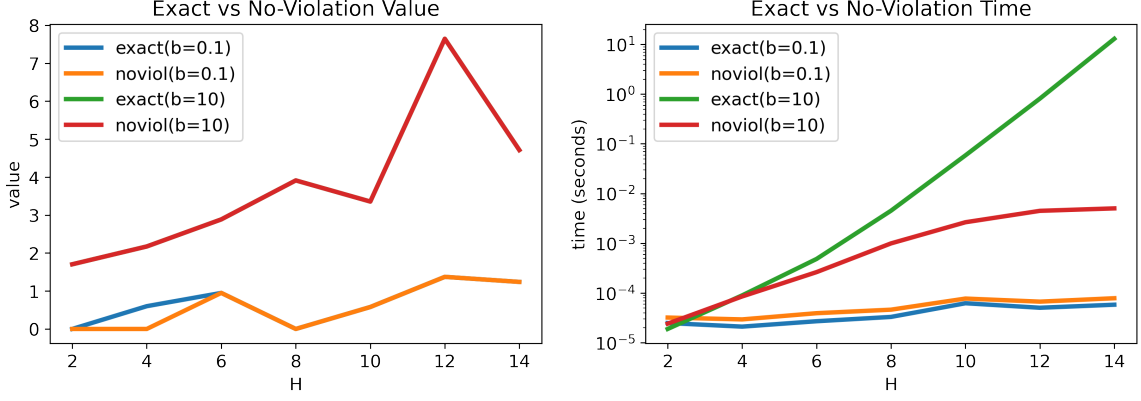 Exact vs No-Violation Value
8
7
6
5
4
3
2
1
0
value
exact(b=0.1)
noviol(b=0.1)
exact(b=10)
noviol(b=10)
2 4 6 8 10 12 14
H
Exact vs No-Violation Time
10^1
10^0
10^-1
10^-2
10^-3
10^-4
10^-5
time (seconds)
exact(b=0.1)
noviol(b=0.1)
exact(b=10)
noviol(b=10)
2 4 6 8 10 12 14
H